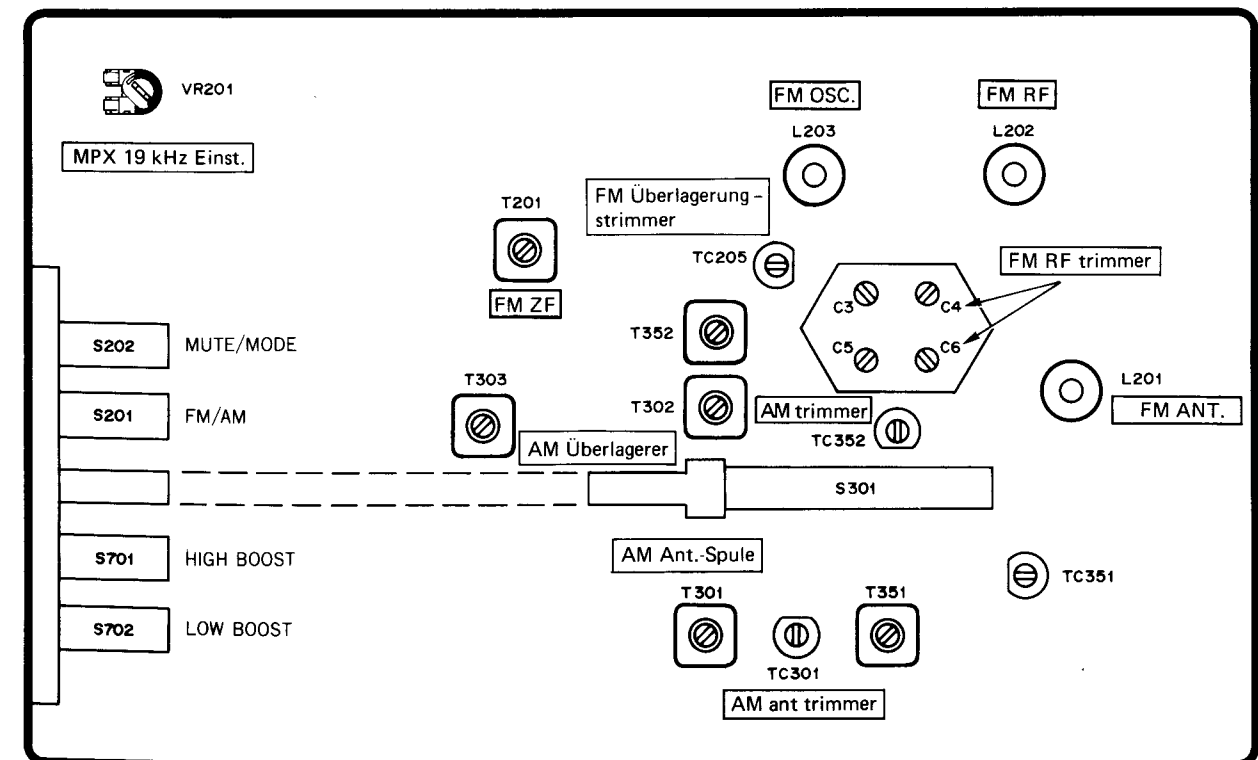 VR201
MPX 19 kHz Einst.
FM OSC.
L203
FM RF
L202
T201
FM ZF
FM Überlagerung –
strimmer
TC205
FM RF trimmer
C3
C4
C5
C6
T352
T302
AM trimmer
TC352
L201
FM ANT.
S202
MUTE/MODE
S201
FM/AM
T303
AM Überlagerer
S301
S701
HIGH BOOST
S702
LOW BOOST
AM Ant.-Spule
T301
T351
TC301
AM ant trimmer
TC351